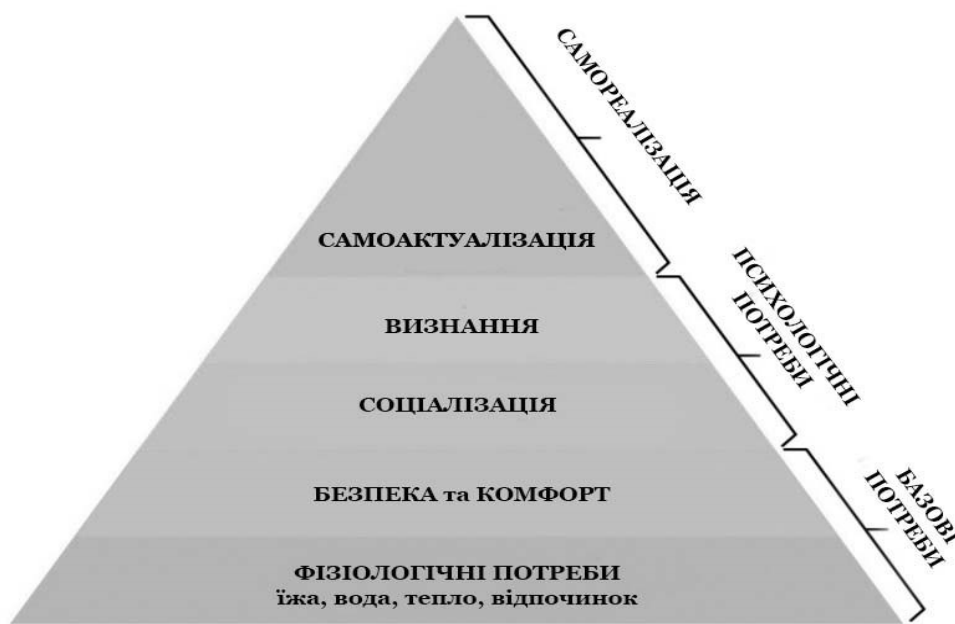 САМОРЕАЛІЗАЦІЯ
САМОАКТУАЛІЗАЦІЯ
ПСИХОЛОГІЧНІ
ПОТРЕБИ
ВИЗНАННЯ
СОЦІАЛІЗАЦІЯ
БАЗОВІ
ПОТРЕБИ
БЕЗПЕКА та КОМФОРТ
ФІЗІОЛОГІЧНІ ПОТРЕБИ
їжа, вода, тепло, відпочинок